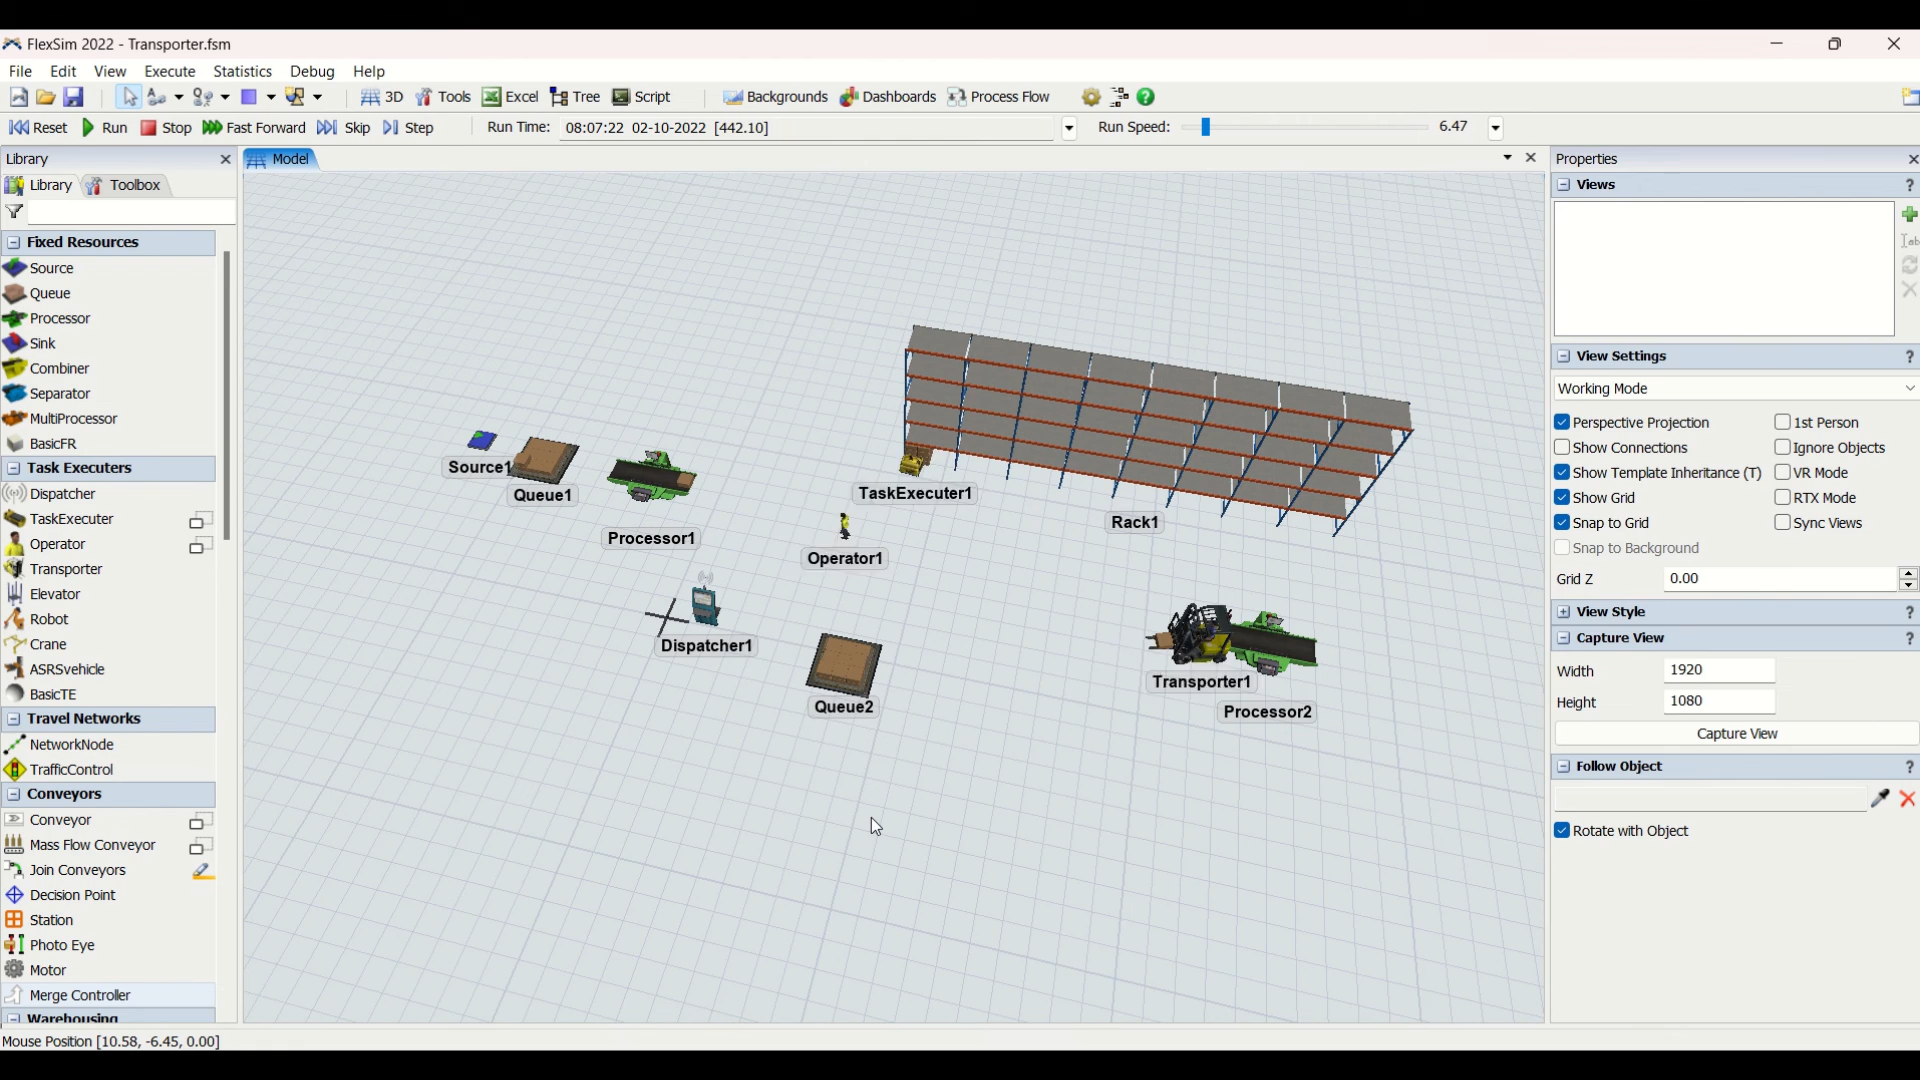 FlexSim 2022 - Transporter.fsm
File Edit View Execute Statistics Debug Help
3D Tools Excel Tree Script Backgrounds Dashboards Process Flow
Reset Run Stop Fast Forward Skip Step Run Time: 08:07:22 02-10-2022 [442.10] Run Speed: 6.47
Library
Library Toolbox
Fixed Resources
Source
Queue
Processor
Sink
Combiner
Separator
MultiProcessor
BasicFR
Task Executers
Dispatcher
TaskExecuter
Operator
Transporter
Elevator
Robot
Crane
ASRSvehicle
BasicTE
Travel Networks
NetworkNode
TrafficControl
Conveyors
Conveyor
Mass Flow Conveyor
Join Conveyors
Decision Point
Station
Photo Eye
Motor
Merge Controller
Warehousing
Model
Source1
Queue1
Processor1
TaskExecuter1
Rack1
Operator1
Dispatcher1
Queue2
Transporter1
Processor2
Properties
Views ?
View Settings ?
Working Mode
Perspective Projection 1st Person
Show Connections Ignore Objects
Show Template Inheritance (T) VR Mode
Show Grid RTX Mode
Snap to Grid Sync Views
Snap to Background
Grid Z 0.00
View Style ?
Capture View ?
Width 1920
Height 1080
Capture View
Follow Object ?
Rotate with Object
Mouse Position [10.58, -6.45, 0.00]